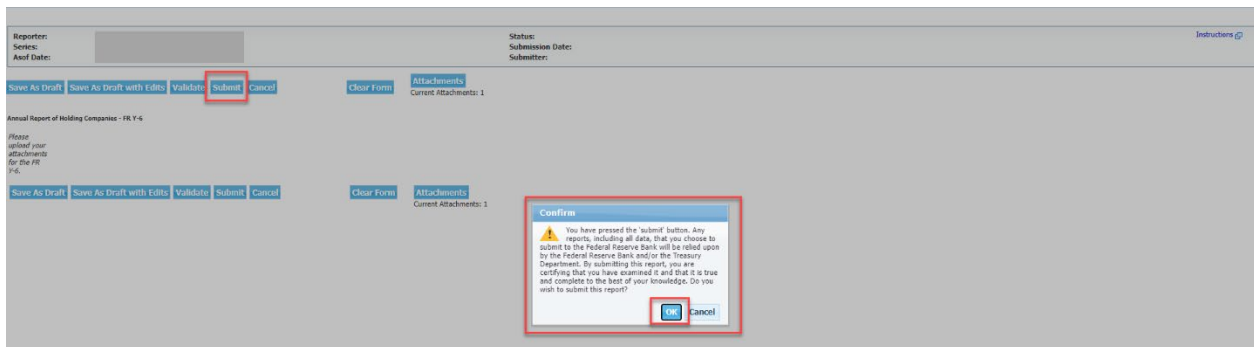 Reporter:
Series:
Asof Date:
Status:
Submission Date:
Submitter:
Instructions
Save As Draft Save As Draft with Edits Validate Submit Cancel Clear Form Attachments
Current Attachments: 1
Annual Report of Holding Companies - FR Y-6
Please
upload your
attachments
for the FR
Y-6.
Save As Draft Save As Draft with Edits Validate Submit Cancel Clear Form Attachments
Current Attachments: 1
Confirm
You have pressed the 'submit' button. Any
reports, including all data, that you choose to
submit to the Federal Reserve Bank will be relied upon
by the Federal Reserve Bank and/or the Treasury
Department. By submitting this report, you are
certifying that you have examined it and that it is true
and complete to the best of your knowledge. Do you
wish to submit this report?
OK Cancel